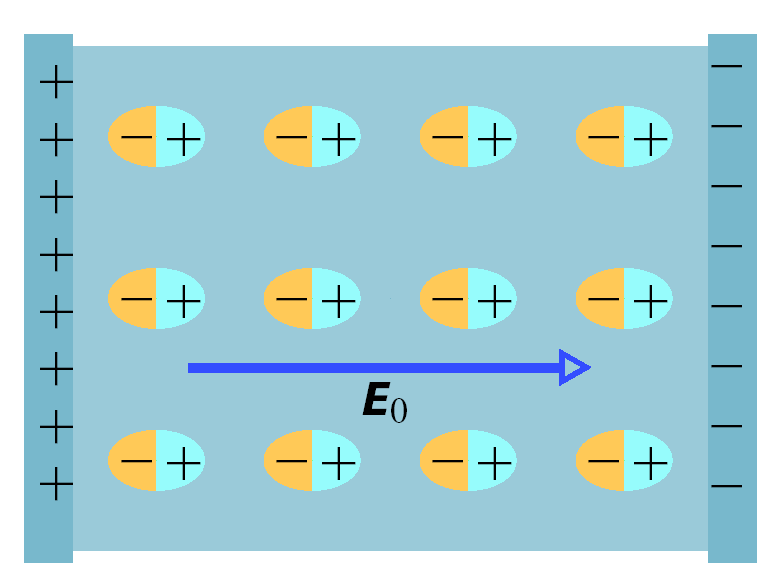 + − + − + − + − + −
+ − + − + − + − + −
+ − + − + − + − + −
+ − + − + − + − + −
+ −
+ −
+ −
+ −
E₀